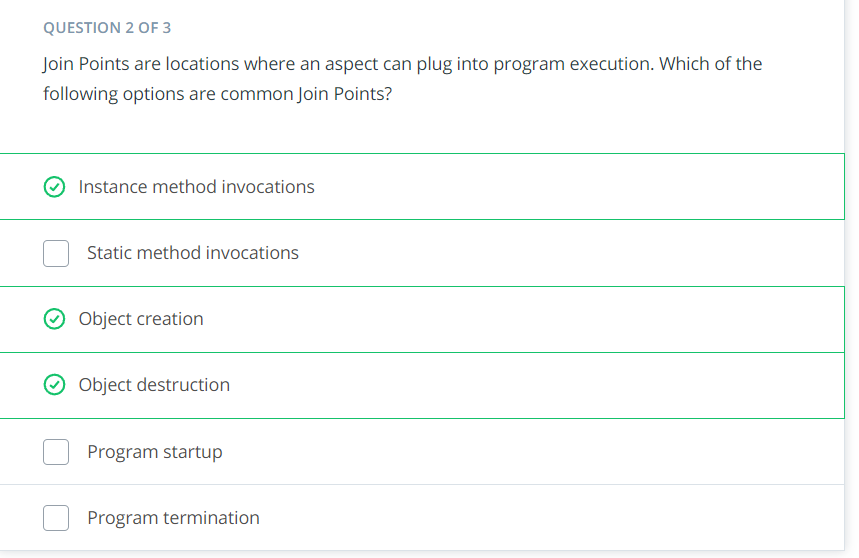 QUESTION 2 OF 3
Join Points are locations where an aspect can plug into program execution. Which of the
following options are common Join Points?
Instance method invocations
Static method invocations
Object creation
Object destruction
Program startup
Program termination